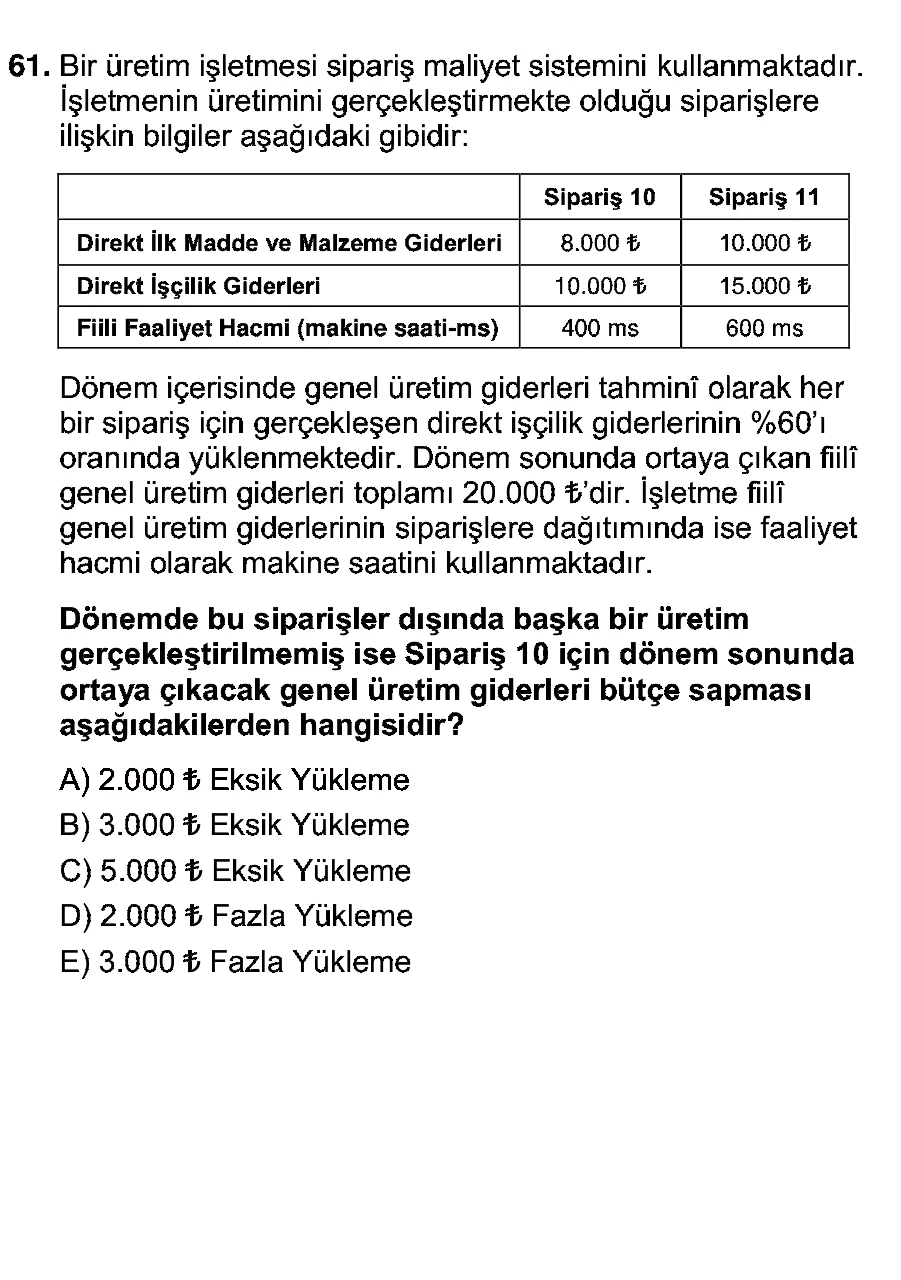 61. Bir üretim işletmesi sipariş maliyet sistemini kullanmaktadır.
İşletmenin üretimini gerçekleştirmekte olduğu siparişlere
ilişkin bilgiler aşağıdaki gibidir:
Sipariş 10 Sipariş 11
Direkt İlk Madde ve Malzeme Giderleri 8.000 ₺ 10.000 ₺
Direkt İşçilik Giderleri 10.000 ₺ 15.000 ₺
Fiili Faaliyet Hacmi (makine saati-ms) 400 ms 600 ms
Dönem içerisinde genel üretim giderleri tahminî olarak her
bir sipariş için gerçekleşen direkt işçilik giderlerinin %60’ı
oranında yüklenmektedir. Dönem sonunda ortaya çıkan fiilî
genel üretim giderleri toplamı 20.000 ₺’dir. İşletme fiilî
genel üretim giderlerinin siparişlere dağıtımında ise faaliyet
hacmi olarak makine saatini kullanmaktadır.
Dönemde bu siparişler dışında başka bir üretim
gerçekleştirilmemiş ise Sipariş 10 için dönem sonunda
ortaya çıkacak genel üretim giderleri bütçe sapması
aşağıdakilerden hangisidir?
A) 2.000 ₺ Eksik Yükleme
B) 3.000 ₺ Eksik Yükleme
C) 5.000 ₺ Eksik Yükleme
D) 2.000 ₺ Fazla Yükleme
E) 3.000 ₺ Fazla Yükleme